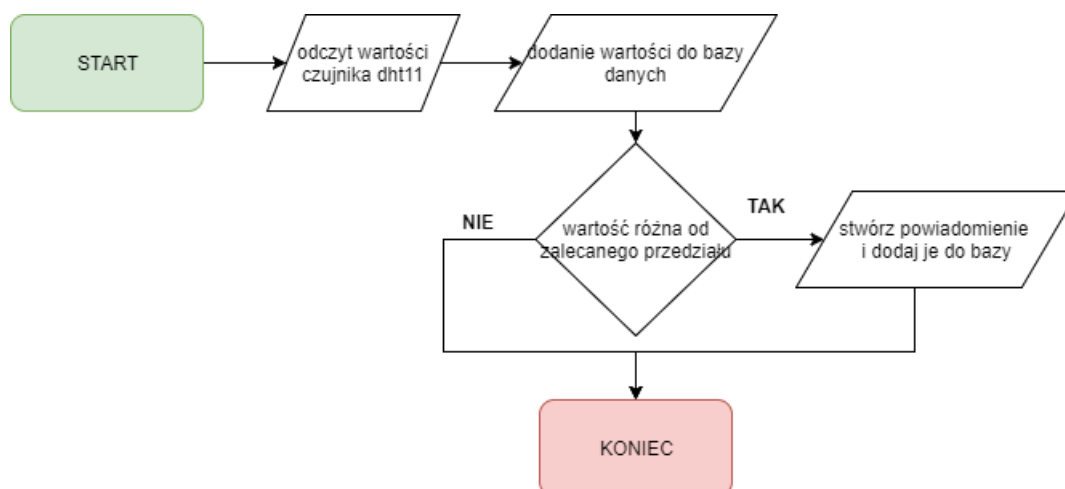 START
odczyt wartości
czujnika dht11
dodanie wartości do bazy
danych
NIE
wartość różna od
zalecanego przedziału
TAK
stwórz powiadomienie
i dodaj je do bazy
KONIEC